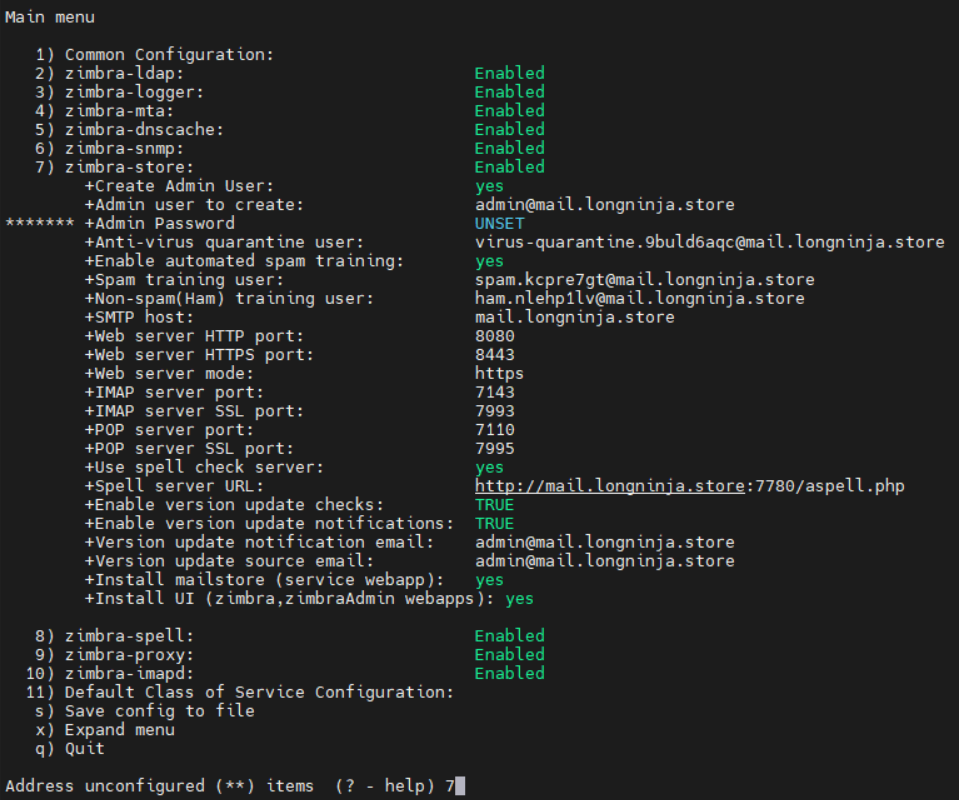 Main menu
1) Common Configuration:
2) zimbra-ldap: Enabled
3) zimbra-logger: Enabled
4) zimbra-mta: Enabled
5) zimbra-dnscache: Enabled
6) zimbra-snmp: Enabled
7) zimbra-store: Enabled
+Create Admin User: yes
+Admin user to create: admin@mail.longninja.store
******* +Admin Password UNSET
+Anti-virus quarantine user: virus-quarantine.9buld6aqc@mail.longninja.store
+Enable automated spam training: yes
+Spam training user: spam.kcpre7gt@mail.longninja.store
+Non-spam(Ham) training user: ham.nlehp1lv@mail.longninja.store
+SMTP host: mail.longninja.store
+Web server HTTP port: 8080
+Web server HTTPS port: 8443
+Web server mode: https
+IMAP server port: 7143
+IMAP server SSL port: 7993
+POP server port: 7110
+POP server SSL port: 7995
+Use spell check server: yes
+Spell server URL: http://mail.longninja.store:7780/aspell.php
+Enable version update checks: TRUE
+Enable version update notifications: TRUE
+Version update notification email: admin@mail.longninja.store
+Version update source email: admin@mail.longninja.store
+Install mailstore (service webapp): yes
+Install UI (zimbra,zimbraAdmin webapps): yes
8) zimbra-spell: Enabled
9) zimbra-proxy: Enabled
10) zimbra-imapd: Enabled
11) Default Class of Service Configuration:
s) Save config to file
x) Expand menu
q) Quit
Address unconfigured (**) items (? - help) 7